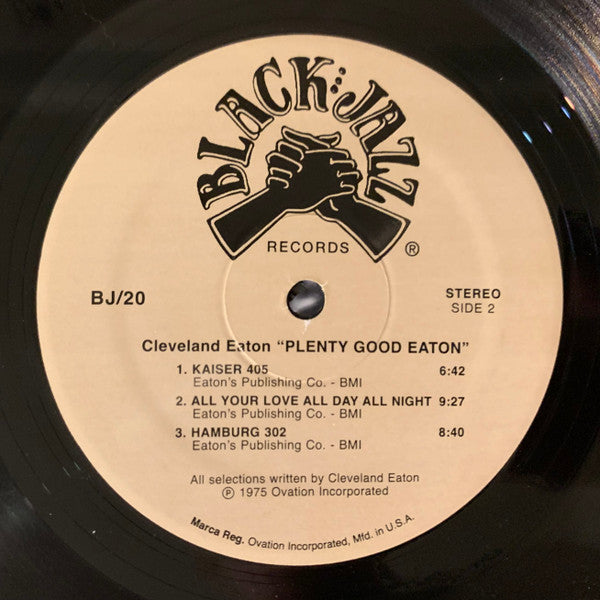 BLACK JAZZ
RECORDS ®
BJ/20
STEREO
SIDE 2
Cleveland Eaton "PLENTY GOOD EATON"
1. KAISER 405 6:42
Eaton's Publishing Co. - BMI
2. ALL YOUR LOVE ALL DAY ALL NIGHT 9:27
Eaton's Publishing Co. - BMI
3. HAMBURG 302 8:40
Eaton's Publishing Co. - BMI
All selections written by Cleveland Eaton
℗ 1975 Ovation Incorporated
Marca Reg. Ovation Incorporated, Mfd. in U.S.A.